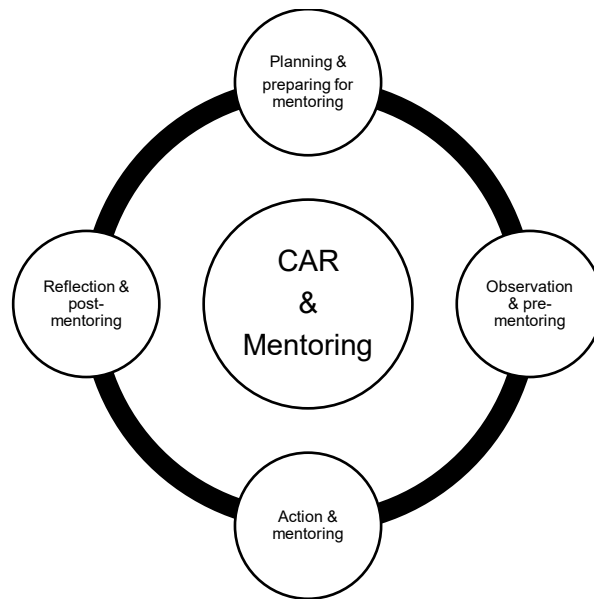 Planning &
preparing for
mentoring
CAR
&
Mentoring
Reflection &
post-
mentoring
Observation
& pre-
mentoring
Action &
mentoring